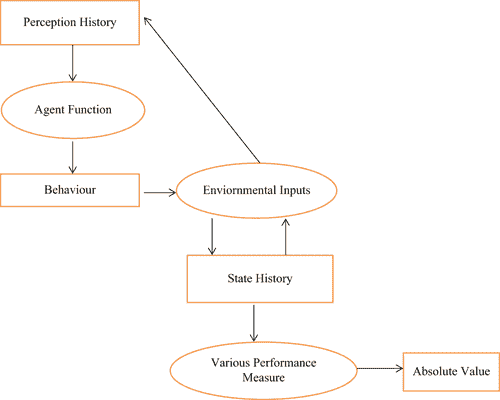 Perception History
Agent Function
Behaviour
Enviornmental Inputs
State History
Various Performance
Measure
Absolute Value